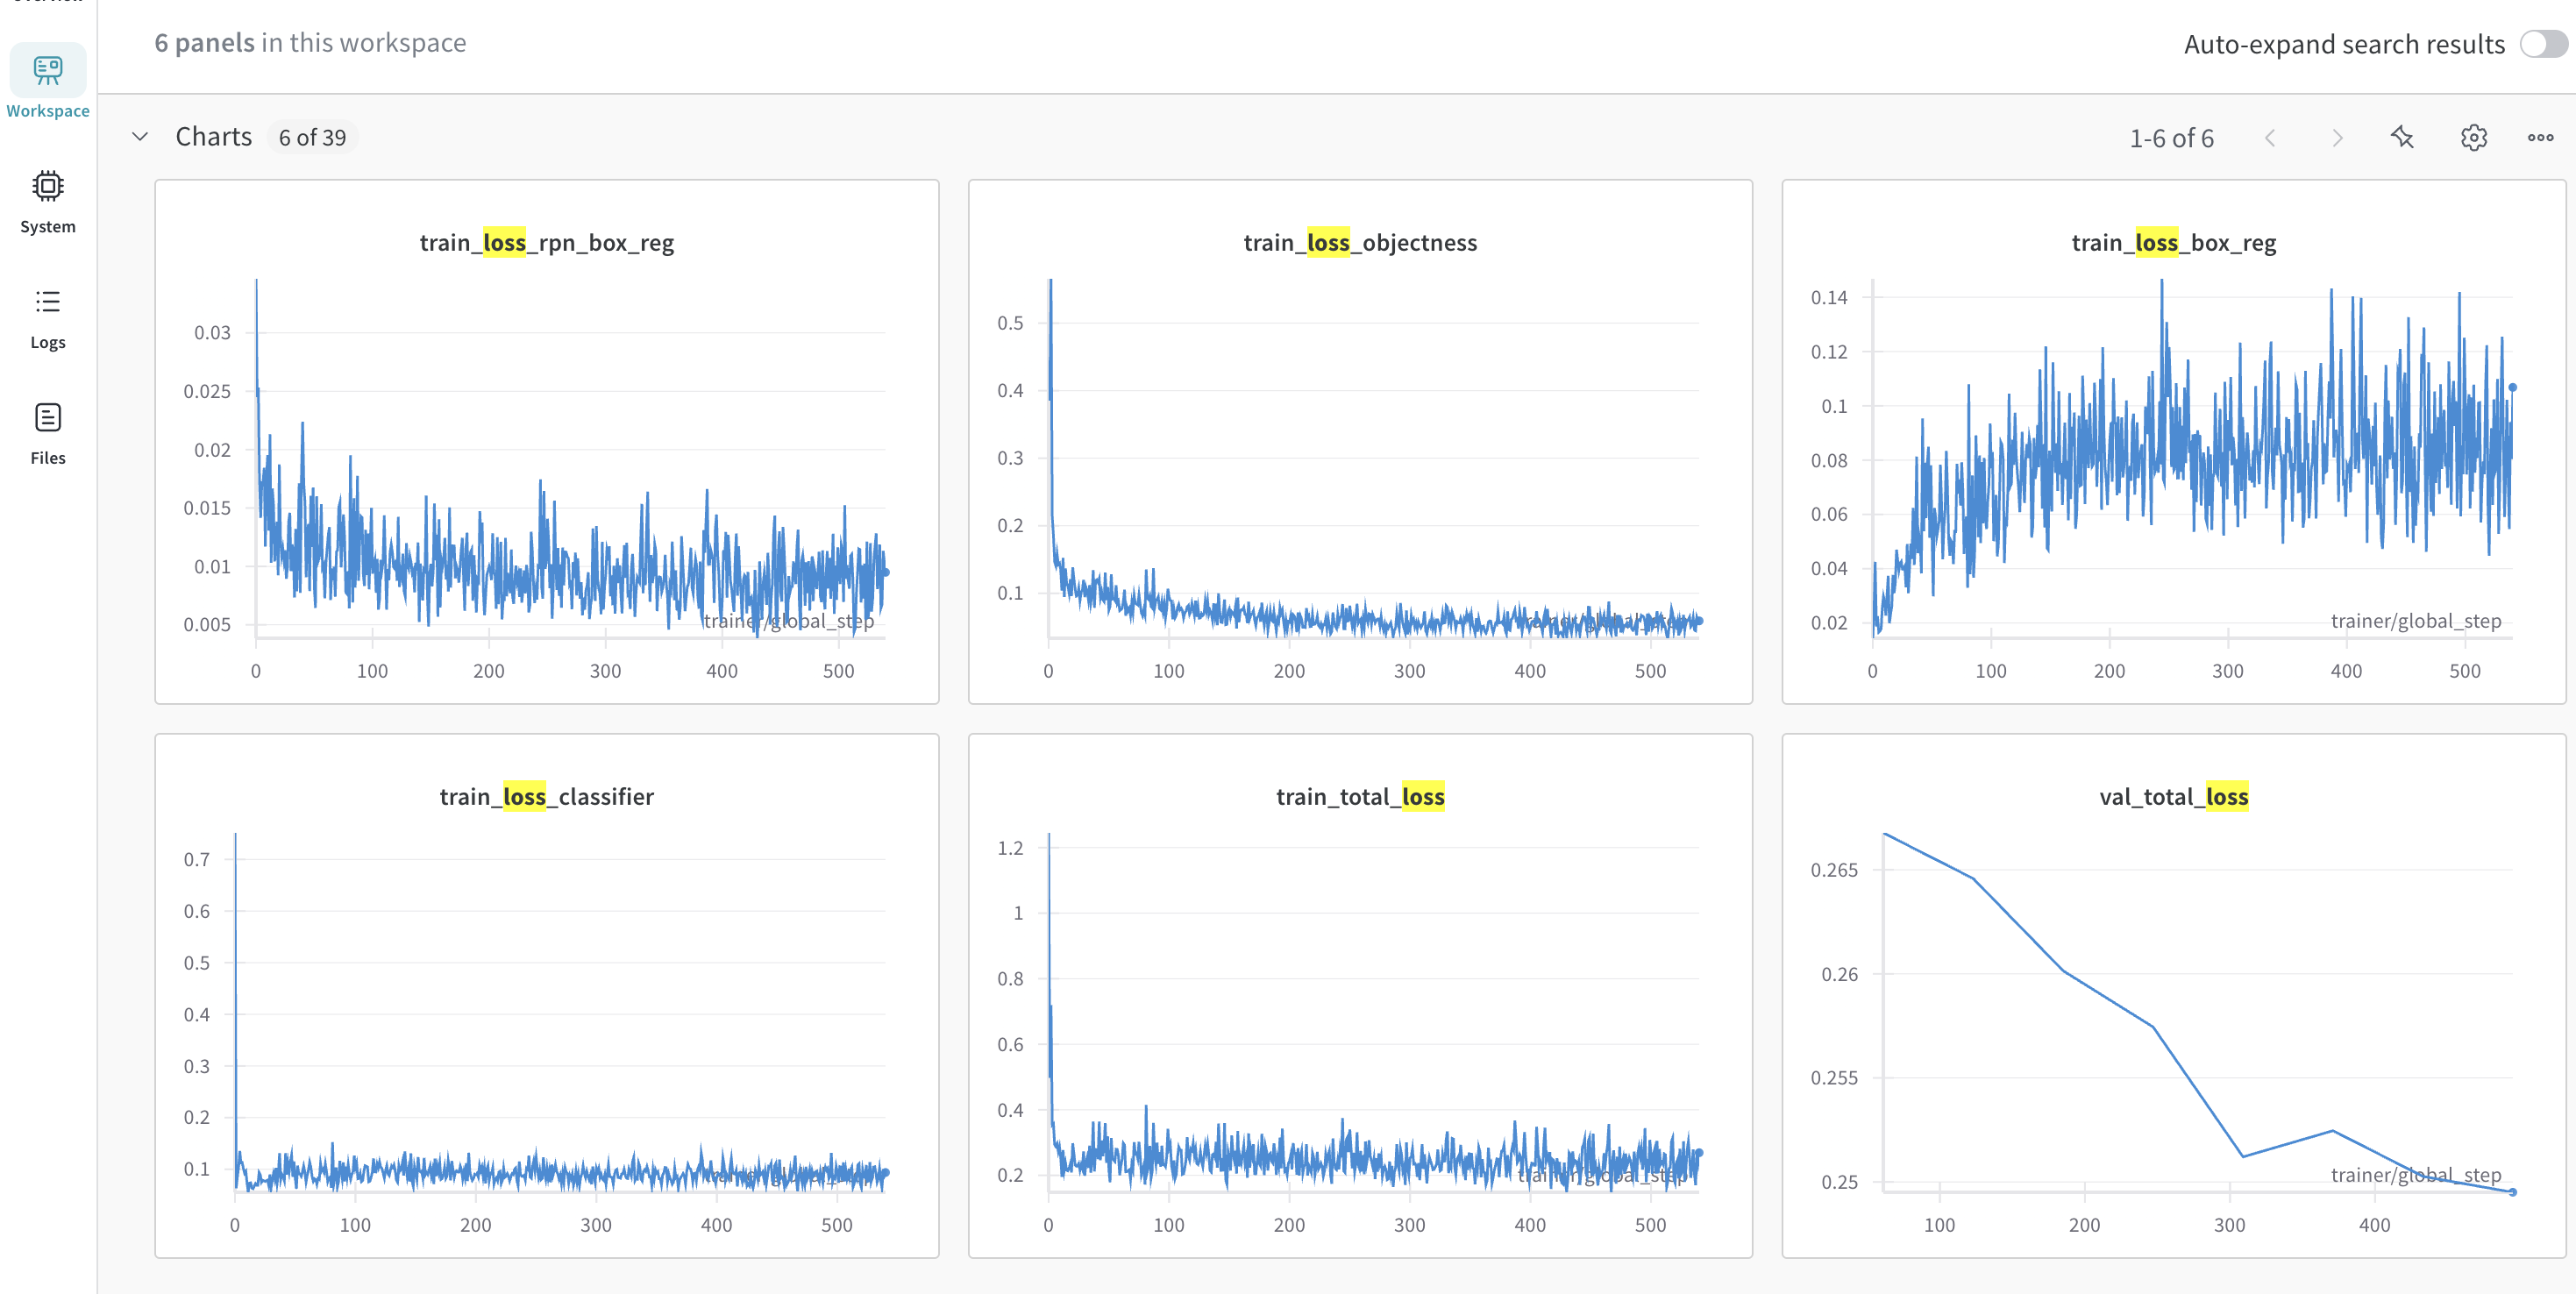 6 panels in this workspace
Auto-expand search results
Workspace
System
Logs
Files
Charts 6 of 39
1-6 of 6
train_loss_rpn_box_reg
0.03
0.025
0.02
0.015
0.01
0.005
trainer/global_step
0 100 200 300 400 500
train_loss_objectness
0.5
0.4
0.3
0.2
0.1
trainer/global_step
0 100 200 300 400 500
train_loss_box_reg
0.14
0.12
0.1
0.08
0.06
0.04
0.02
trainer/global_step
0 100 200 300 400 500
train_loss_classifier
0.7
0.6
0.5
0.4
0.3
0.2
0.1
trainer/global_step
0 100 200 300 400 500
train_total_loss
1.2
1
0.8
0.6
0.4
0.2
trainer/global_step
0 100 200 300 400 500
val_total_loss
0.265
0.26
0.255
0.25
trainer/global_step
100 200 300 400